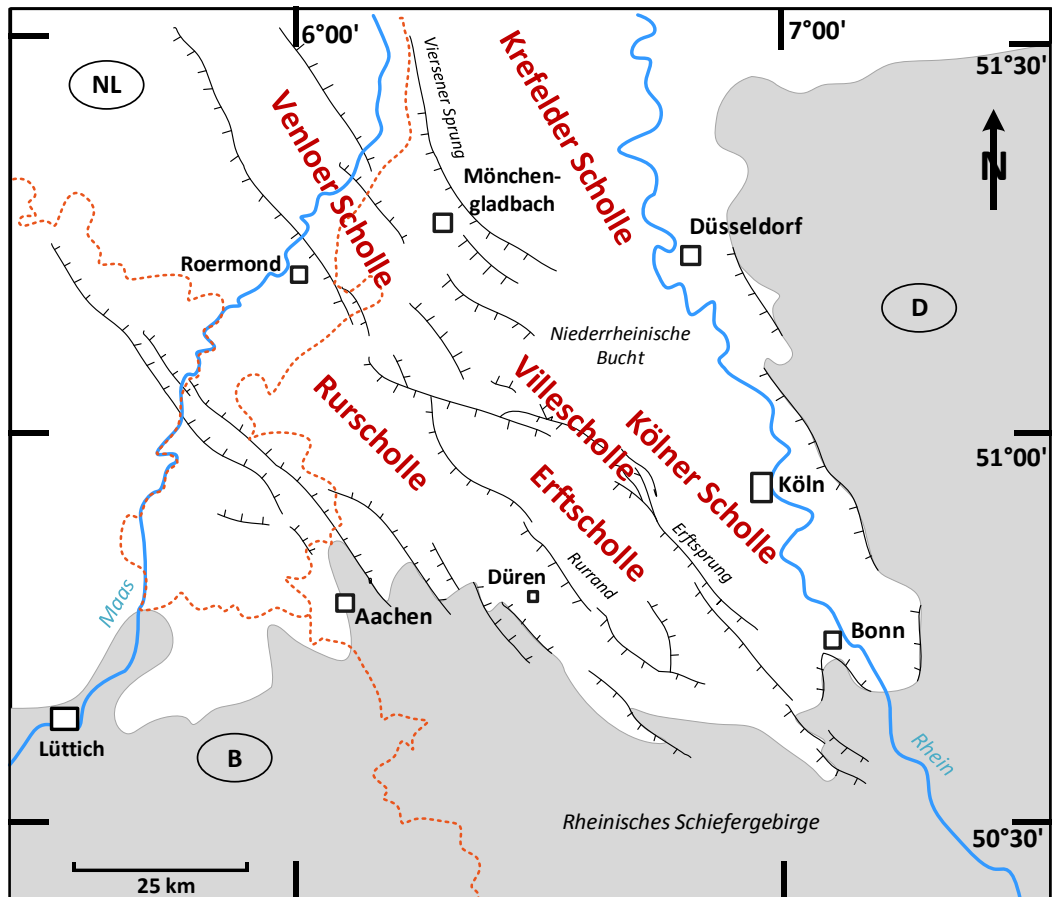 6°00'
7°00'
51°30'
NL
N
Viersener Sprung
Krefelder Scholle
Venloer Scholle
Mönchen-
gladbach
Düsseldorf
Roermond
D
Niederrheinische
Bucht
Villescholle
Rurscholle
Kölner Scholle
51°00'
Köln
Erftscholle
Erftsprung
Düren
Rurrand
Maas
Aachen
Bonn
Lüttich
B
Rhein
Rheinisches Schiefergebirge
50°30'
25 km